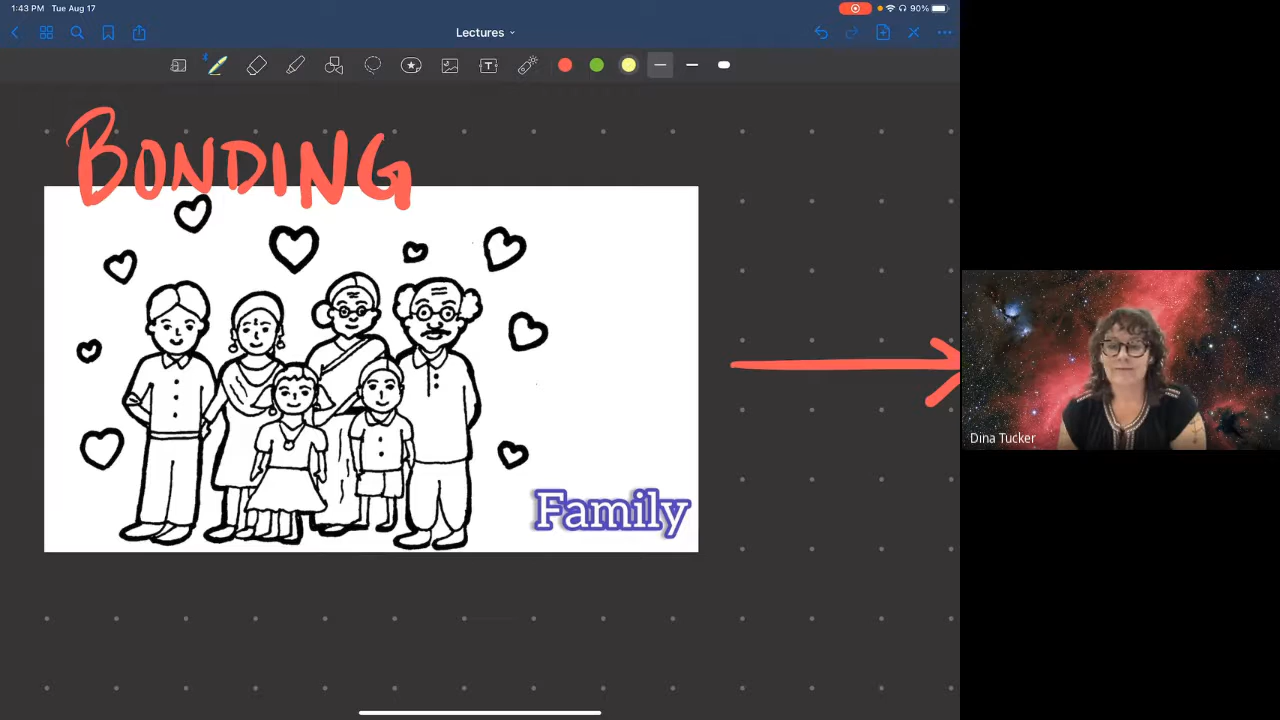 1:43 PM Tue Aug 17
90%
Lectures
T
BONDING
Family
Dina Tucker